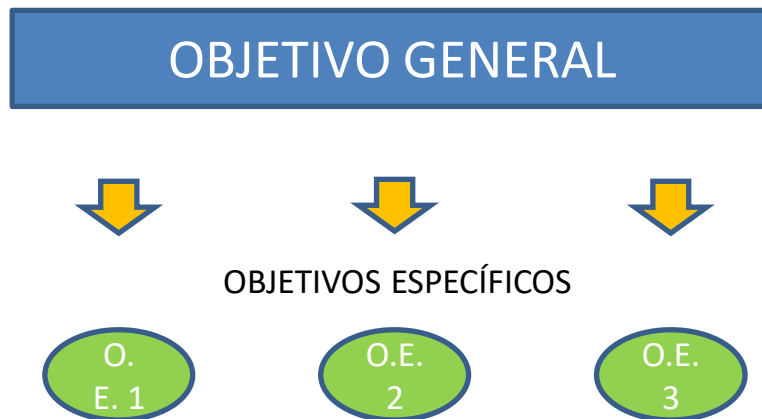 OBJETIVO GENERAL
OBJETIVOS ESPECÍFICOS
O.
E. 1
O.E.
2
O.E.
3